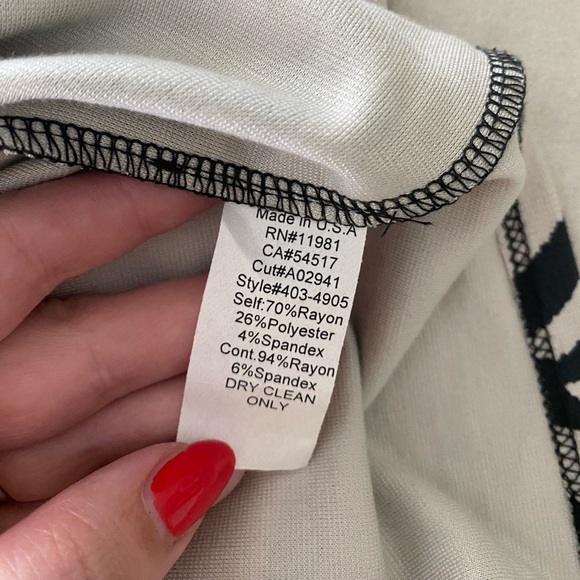 Made in U.S.A
RN#11981
CA#54517
Cut#A02941
Style#403-4905
Self:70%Rayon
26%Polyester
4%Spandex
Cont.94%Rayon
6%Spandex
DRY CLEAN
ONLY